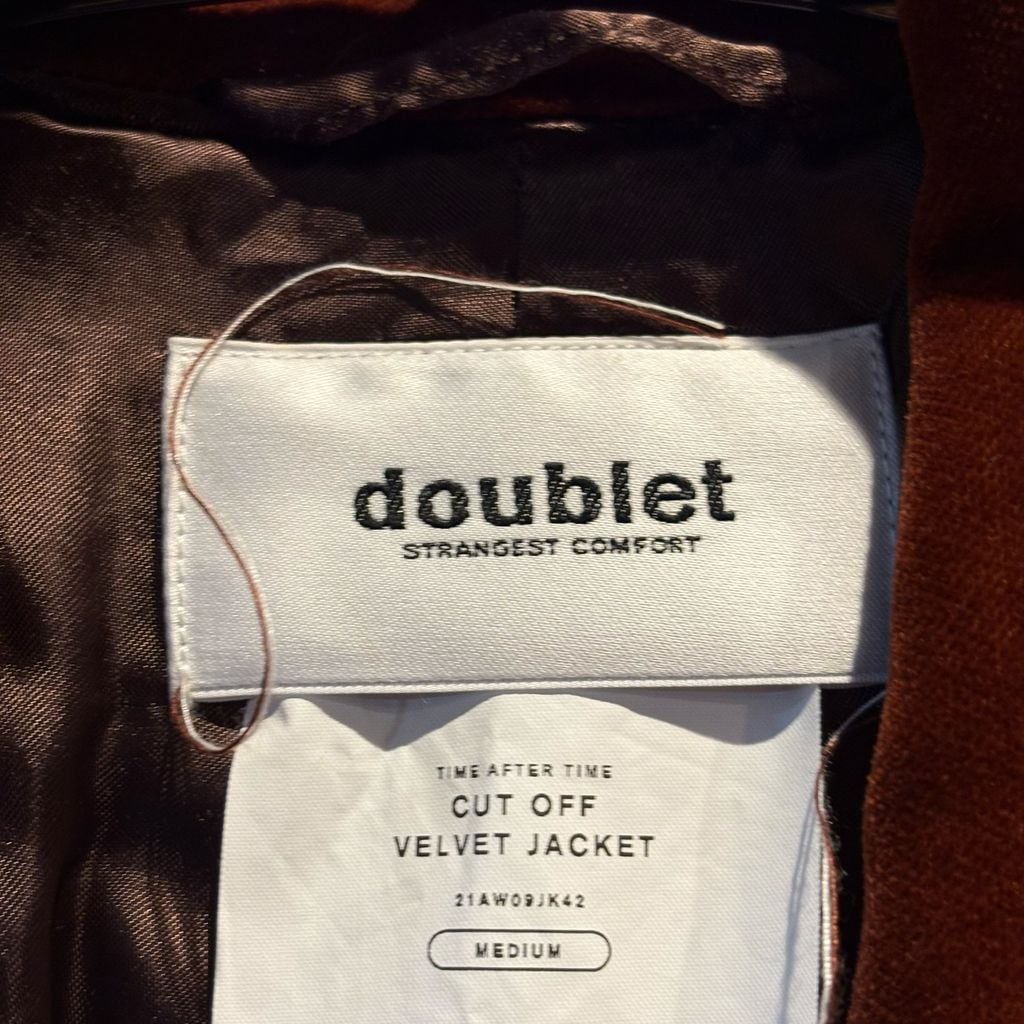 doublet
STRANGEST COMFORT
TIME AFTER TIME
CUT OFF
VELVET JACKET
21AW09JK42
MEDIUM